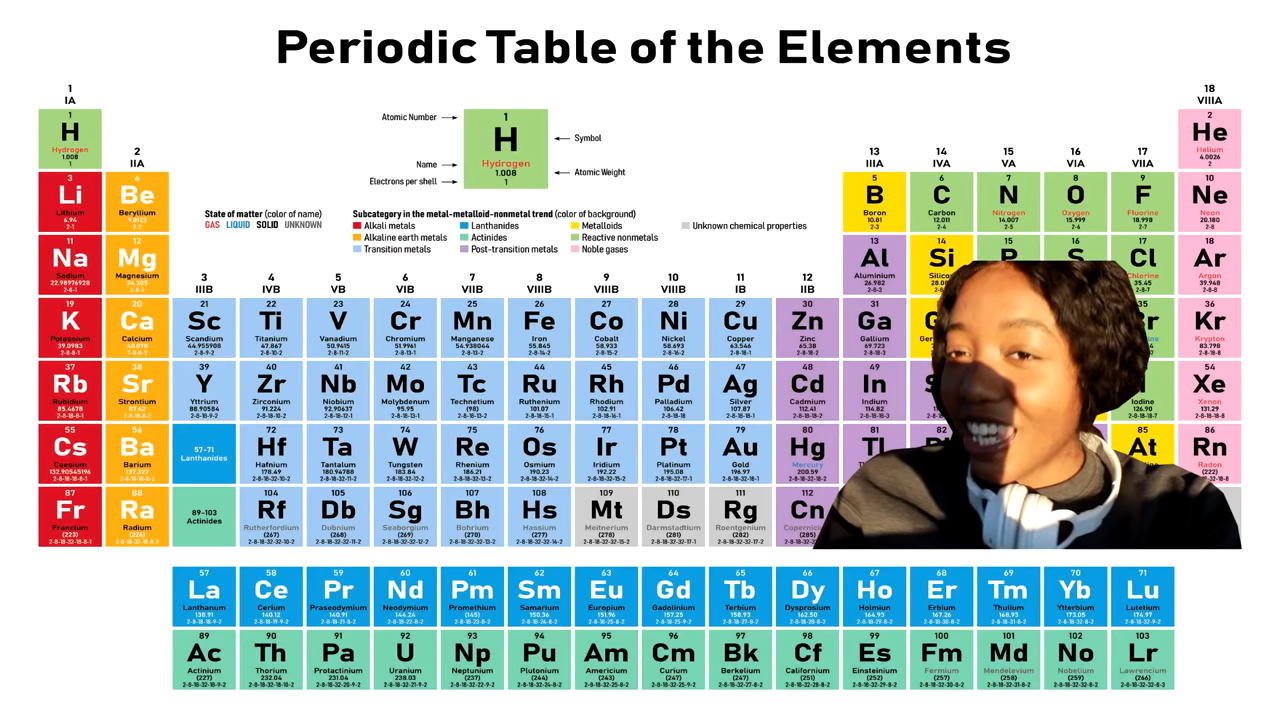 Periodic Table of the Elements
1 18
IA VIIIA
1 Atomic Number 1 2
H H Symbol He
Hydrogen Name Hydrogen Helium
1.008 1.008 Atomic Weight 4.0026
1 Electrons per shell 1 2
2 13 14 15 16 17
IIA IIIA IVA VA VIA VIIA
3 4 5 6 7 8 9 10
Li Be B C N O F Ne
Lithium Beryllium Boron Carbon Nitrogen Oxygen Fluorine Neon
6.94 9.0122 10.81 12.011 14.007 15.999 18.998 20.180
2-1 2-2 2-3 2-4 2-5 2-6 2-7 2-8
State of matter (color of name)
GAS LIQUID SOLID UNKNOWN
Subcategory in the metal-metalloid-nonmetal trend (color of background)
Alkali metals Lanthanides Metalloids Unknown chemical properties
Alkaline earth metals Actinides Reactive nonmetals
Transition metals Post-transition metals Noble gases
11 12 13 14 15 16 17 18
Na Mg Al Si Cl Ar
Sodium Magnesium Aluminium Chlorine Argon
22.98976928 24.305 26.982 35.45 39.948
2-8-1 2-8-2 2-8-3 2-8-7 2-8-8
3 4 5 6 7 8 9 10 11 12
IIIB IVB VB VIB VIIB VIIIB VIIIB VIIIB IB IIB
19 20 21 22 23 24 25 26 27 28 29 30 31 35 36
K Ca Sc Ti V Cr Mn Fe Co Ni Cu Zn Ga Kr
Potassium Calcium Scandium Titanium Vanadium Chromium Manganese Iron Cobalt Nickel Copper Zinc Gallium Krypton
39.0983 40.078 44.955908 47.867 50.9415 51.9961 54.938044 55.845 58.933 58.693 63.546 65.38 69.723 83.798
2-8-8-1 2-8-8-2 2-8-9-2 2-8-10-2 2-8-11-2 2-8-13-1 2-8-13-2 2-8-14-2 2-8-15-2 2-8-16-2 2-8-18-1 2-8-18-2 2-8-18-3 2-8-18-8
37 38 39 40 41 42 43 44 45 46 47 48 49 54
Rb Sr Y Zr Nb Mo Tc Ru Rh Pd Ag Cd In Xe
Rubidium Strontium Yttrium Zirconium Niobium Molybdenum Technetium Ruthenium Rhodium Palladium Silver Cadmium Indium Iodine Xenon
85.4678 87.62 88.90584 91.224 92.90637 95.95 (98) 101.07 102.91 106.42 107.87 112.41 114.82 126.90 131.29
2-8-18-8-1 2-8-18-8-2 2-8-18-9-2 2-8-18-10-2 2-8-18-12-1 2-8-18-13-1 2-8-18-13-2 2-8-18-15-1 2-8-18-16-1 2-8-18-18 2-8-18-18-1 2-8-18-18-2 2-8-18-18-3 2-8-18-18-7 2-8-18-18-8
55 56 57-71 72 73 74 75 76 77 78 79 80 81 82 85 86
Cs Ba Lanthanides Hf Ta W Re Os Ir Pt Au Hg Tl At Rn
Caesium Barium Hafnium Tantalum Tungsten Rhenium Osmium Iridium Platinum Gold Mercury Radon
132.90545196 137.327 178.49 180.94788 183.84 186.21 190.23 192.22 195.08 196.97 200.59 (222)
2-8-18-18-8-1 2-8-18-18-8-2 2-8-18-32-10-2 2-8-18-32-11-2 2-8-18-32-12-2 2-8-18-32-13-2 2-8-18-32-14-2 2-8-18-32-15-2 2-8-18-32-17-1 2-8-18-32-18-1 2-8-18-32-18-2
87 88 89-103 104 105 106 107 108 109 110 111 112
Fr Ra Actinides Rf Db Sg Bh Hs Mt Ds Rg Cn
Francium Radium Rutherfordium Dubnium Seaborgium Bohrium Hassium Meitnerium Darmstadtium Roentgenium
(223) (226) (267) (268) (269) (270) (277) (278) (281) (282) (285)
2-8-18-32-18-8-1 2-8-18-32-18-8-2 2-8-18-32-32-10-2 2-8-18-32-32-11-2 2-8-18-32-32-12-2 2-8-18-32-32-13-2 2-8-18-32-32-14-2 2-8-18-32-32-15-2 2-8-18-32-32-17-1 2-8-18-32-32-17-2
57 58 59 60 61 62 63 64 65 66 67 68 69 70 71
La Ce Pr Nd Pm Sm Eu Gd Tb Dy Ho Er Tm Yb Lu
Lanthanum Cerium Praseodymium Neodymium Promethium Samarium Europium Gadolinium Terbium Dysprosium Holmium Erbium Thulium Ytterbium Lutetium
138.91 140.12 140.91 144.24 (145) 150.36 151.96 157.25 158.93 162.50 164.93 167.26 168.93 173.05 174.97
2-8-18-18-9-2 2-8-18-19-9-2 2-8-18-21-8-2 2-8-18-22-8-2 2-8-18-23-8-2 2-8-18-24-8-2 2-8-18-25-8-2 2-8-18-25-9-2 2-8-18-27-8-2 2-8-18-28-8-2 2-8-18-29-8-2 2-8-18-30-8-2 2-8-18-31-8-2 2-8-18-32-8-2 2-8-18-32-9-2
89 90 91 92 93 94 95 96 97 98 99 100 101 102 103
Ac Th Pa U Np Pu Am Cm Bk Cf Es Fm Md No Lr
Actinium Thorium Protactinium Uranium Neptunium Plutonium Americium Curium Berkelium Californium Einsteinium Fermium Mendelevium Nobelium Lawrencium
(227) 232.04 231.04 238.03 (237) (244) (243) (247) (247) (251) (252) (257) (258) (259) (266)
2-8-18-32-18-9-2 2-8-18-32-18-10-2 2-8-18-32-20-9-2 2-8-18-32-21-9-2 2-8-18-32-22-9-2 2-8-18-32-24-8-2 2-8-18-32-25-8-2 2-8-18-32-25-9-2 2-8-18-32-27-8-2 2-8-18-32-28-8-2 2-8-18-32-29-8-2 2-8-18-32-30-8-2 2-8-18-32-31-8-2 2-8-18-32-32-8-2 2-8-18-32-32-8-3